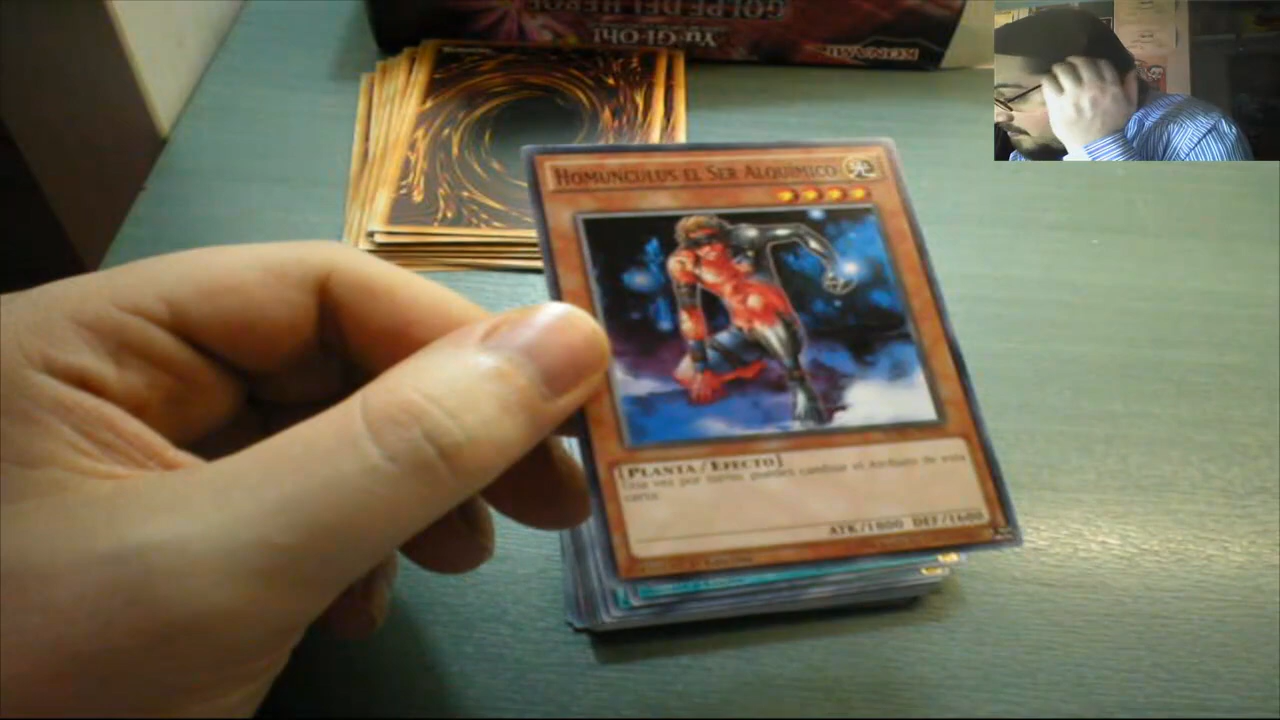 GOLPE DEL HÉROE
Yu-Gi-Oh!
KONAMI
HOMUNCULUS EL SER ALQUÍMICO
[PLANTA/EFECTO]
Una vez por turno: puedes cambiar el Atributo de esta
carta.
ATK/1800 DEF/1600